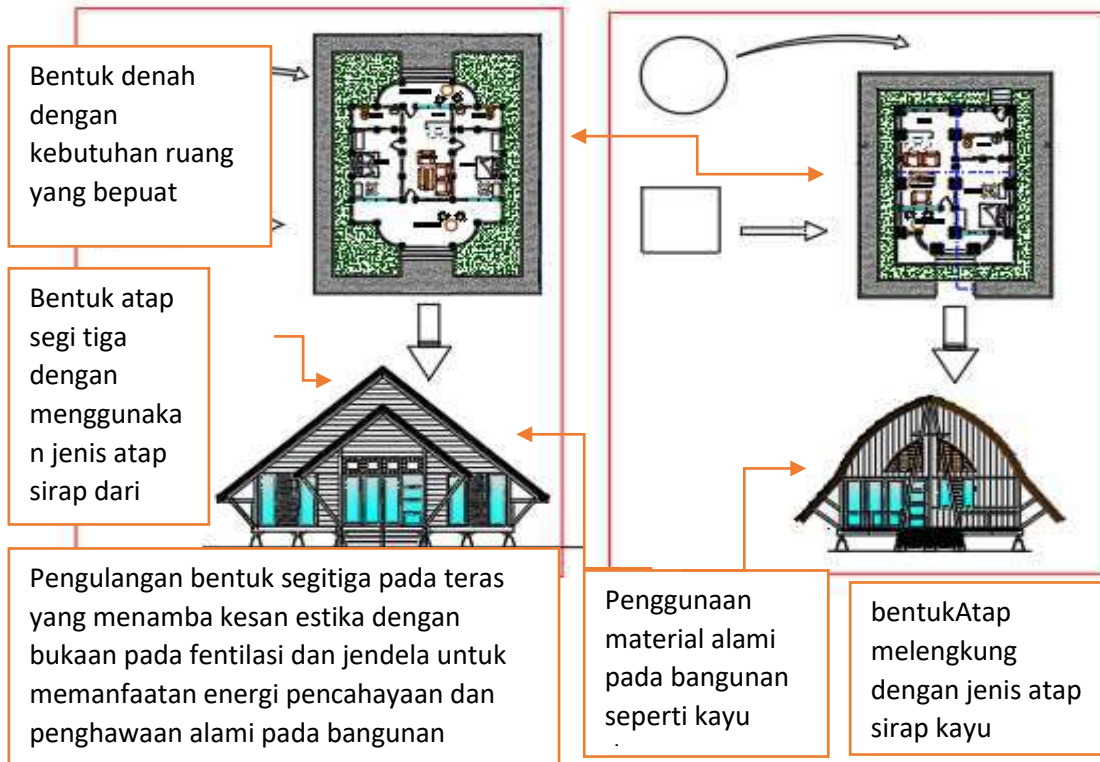 Bentuk denah
dengan
kebutuhan ruang
yang bepuat
Bentuk atap
segi tiga
dengan
menggunaka
n jenis atap
sirap dari
Pengulangan bentuk segitiga pada teras
yang menamba kesan estika dengan
bukaan pada fentilasi dan jendela untuk
memanfaatan energi pencahayaan dan
penghawaan alami pada bangunan
Penggunaan
material alami
pada bangunan
seperti kayu
bentukAtap
melengkung
dengan jenis atap
sirap kayu